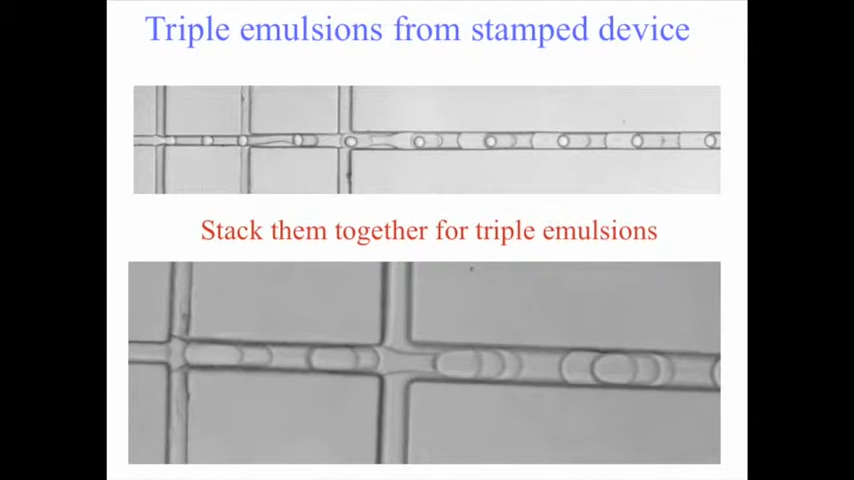 Triple emulsions from stamped device
Stack them together for triple emulsions